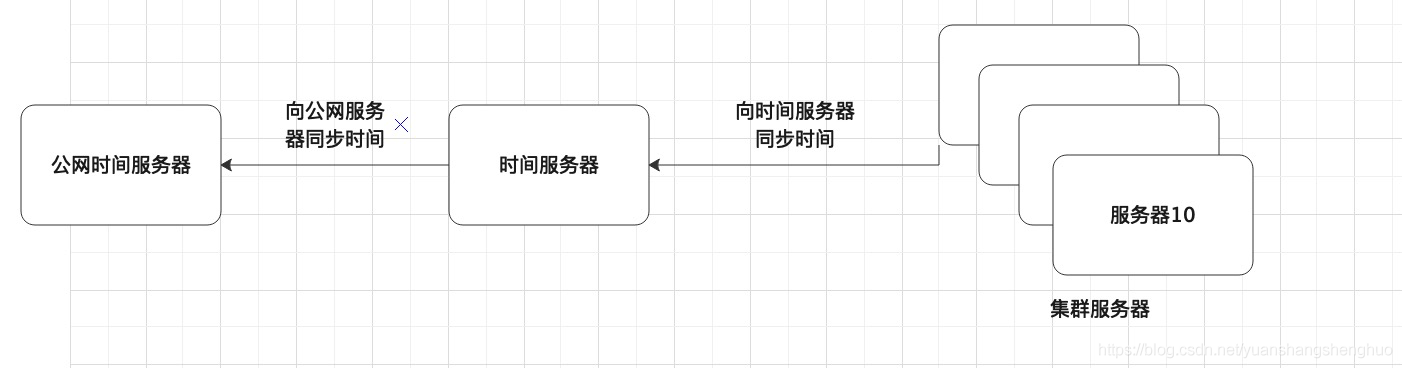 向公网服务
器同步时间
向时间服务器
同步时间
公网时间服务器
时间服务器
服务器10
集群服务器
https://blog.csdn.net/yuanshangshenghuo